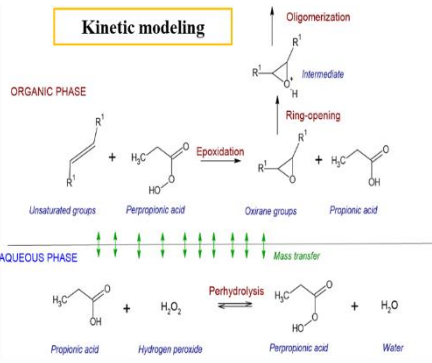 Kinetic modeling
Oligomerization
R¹
R¹
O⁺
H
Intermediate
ORGANIC PHASE
Ring-opening
R¹
R¹
H₃C
O
HO
O
Epoxidation
R¹
R¹
O
H₃C
O
OH
+
+
Unsaturated groups
Perpropionic acid
Oxirane groups
Propionic acid
AQUEOUS PHASE
Mass transfer
H₃C
O
OH
+
H₂O₂
Perhydrolysis
H₃C
O
O
HO
+
H₂O
Propionic acid
Hydrogen peroxide
Perpropionic acid
Water